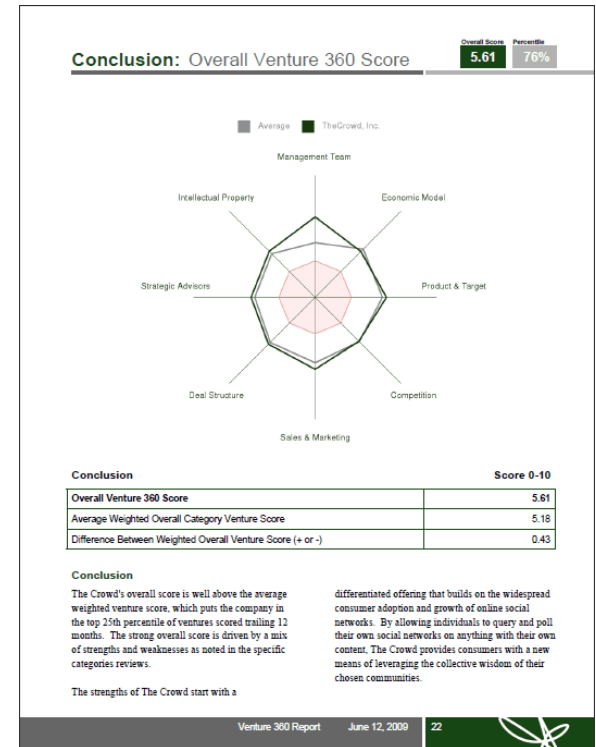 Conclusion: Overall Venture 360 Score
Overall Score Percentile
5.61 76%
Average TheCrowd, Inc.
Management Team
Intellectual Property Economic Model
Strategic Advisors Product & Target
Deal Structure Competition
Sales & Marketing
Conclusion Score 0-10
Overall Venture 360 Score 5.61
Average Weighted Overall Category Venture Score 5.18
Difference Between Weighted Overall Venture Score (+ or -) 0.43
Conclusion
The Crowd's overall score is well above the average
weighted venture score, which puts the company in
the top 25th percentile of ventures scored trailing 12
months. The strong overall score is driven by a mix
of strengths and weaknesses as noted in the specific
categories reviews.
The strengths of The Crowd start with a
differentiated offering that builds on the widespread
consumer adoption and growth of online social
networks. By allowing individuals to query and poll
their own social networks on anything with their own
content, The Crowd provides consumers with a new
means of leveraging the collective wisdom of their
chosen communities.
Venture 360 Report June 12, 2009 22